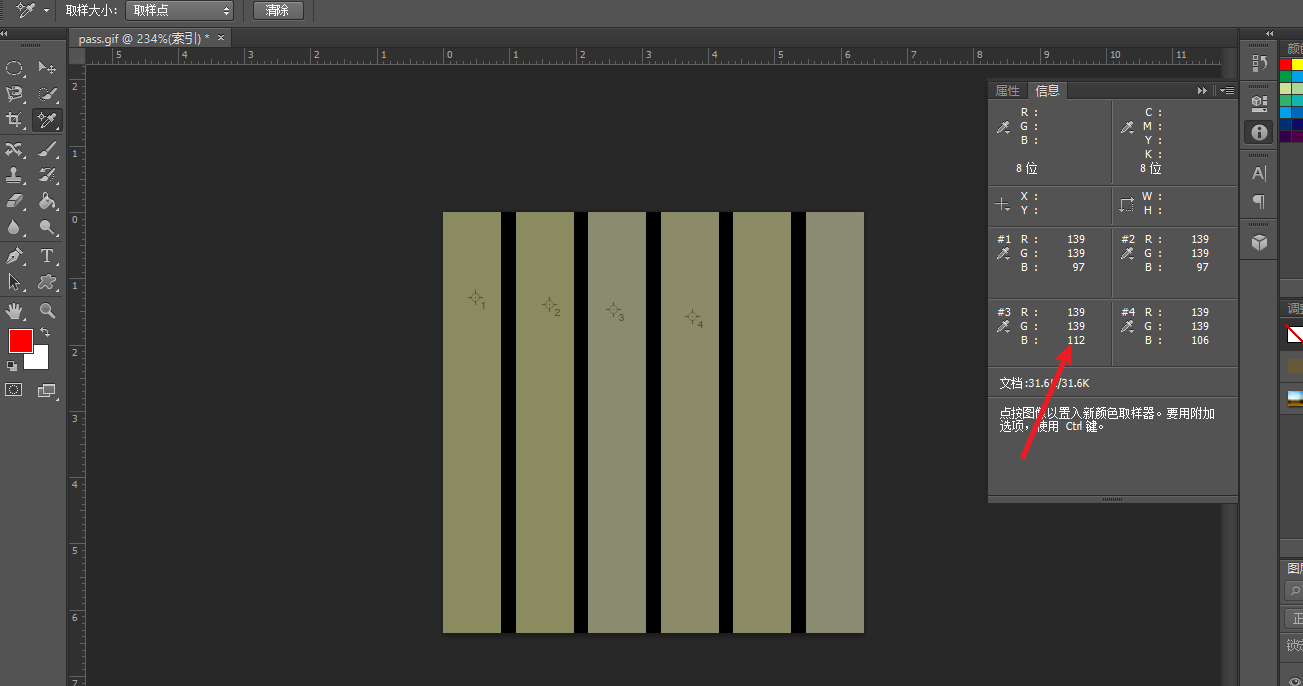 取样大小: 取样点 清除
pass.gif @ 234%(索引) * ×
5 4 3 2 1 0 1 2 3 4 5 6 7 8 9 10 11
2
1
0
1
2
3
4
5
6
7
属性 信息
R : C :
G : M :
B : Y :
K :
8 位 8 位
X : W :
Y : H :
#1 R : 139 #2 R : 139
G : 139 G : 139
B : 97 B : 97
#3 R : 139 #4 R : 139
G : 139 G : 139
B : 112 B : 106
文档:31.6K/31.6K
点按图像以置入新颜色取样器。要用附加
选项，使用 Ctrl 键。
1
2
3
4
T
A
颜
调
图
正
锁定